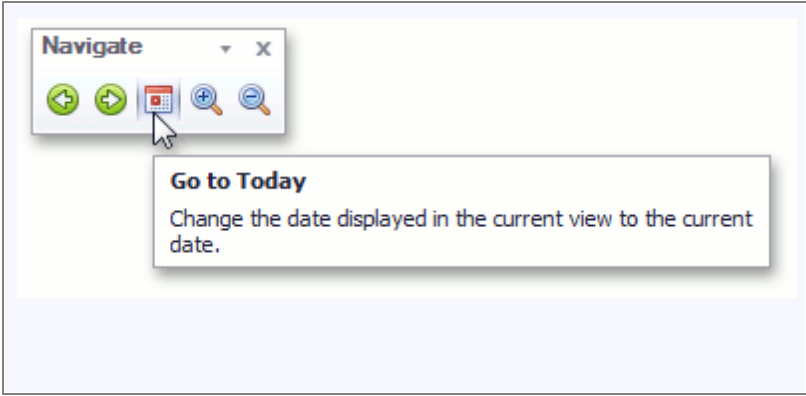 Navigate
Go to Today
Change the date displayed in the current view to the current
date.